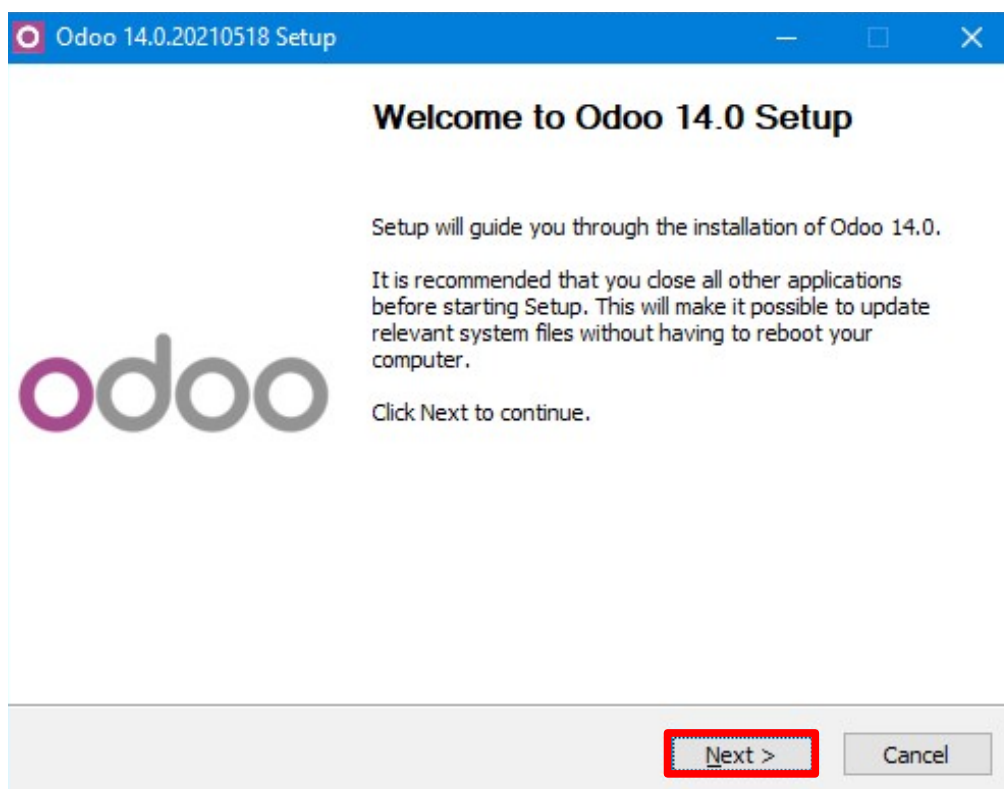 Odoo 14.0.20210518 Setup
Welcome to Odoo 14.0 Setup
Setup will guide you through the installation of Odoo 14.0.
It is recommended that you close all other applications
before starting Setup. This will make it possible to update
relevant system files without having to reboot your
computer.
odoo
Click Next to continue.
Next >
Cancel